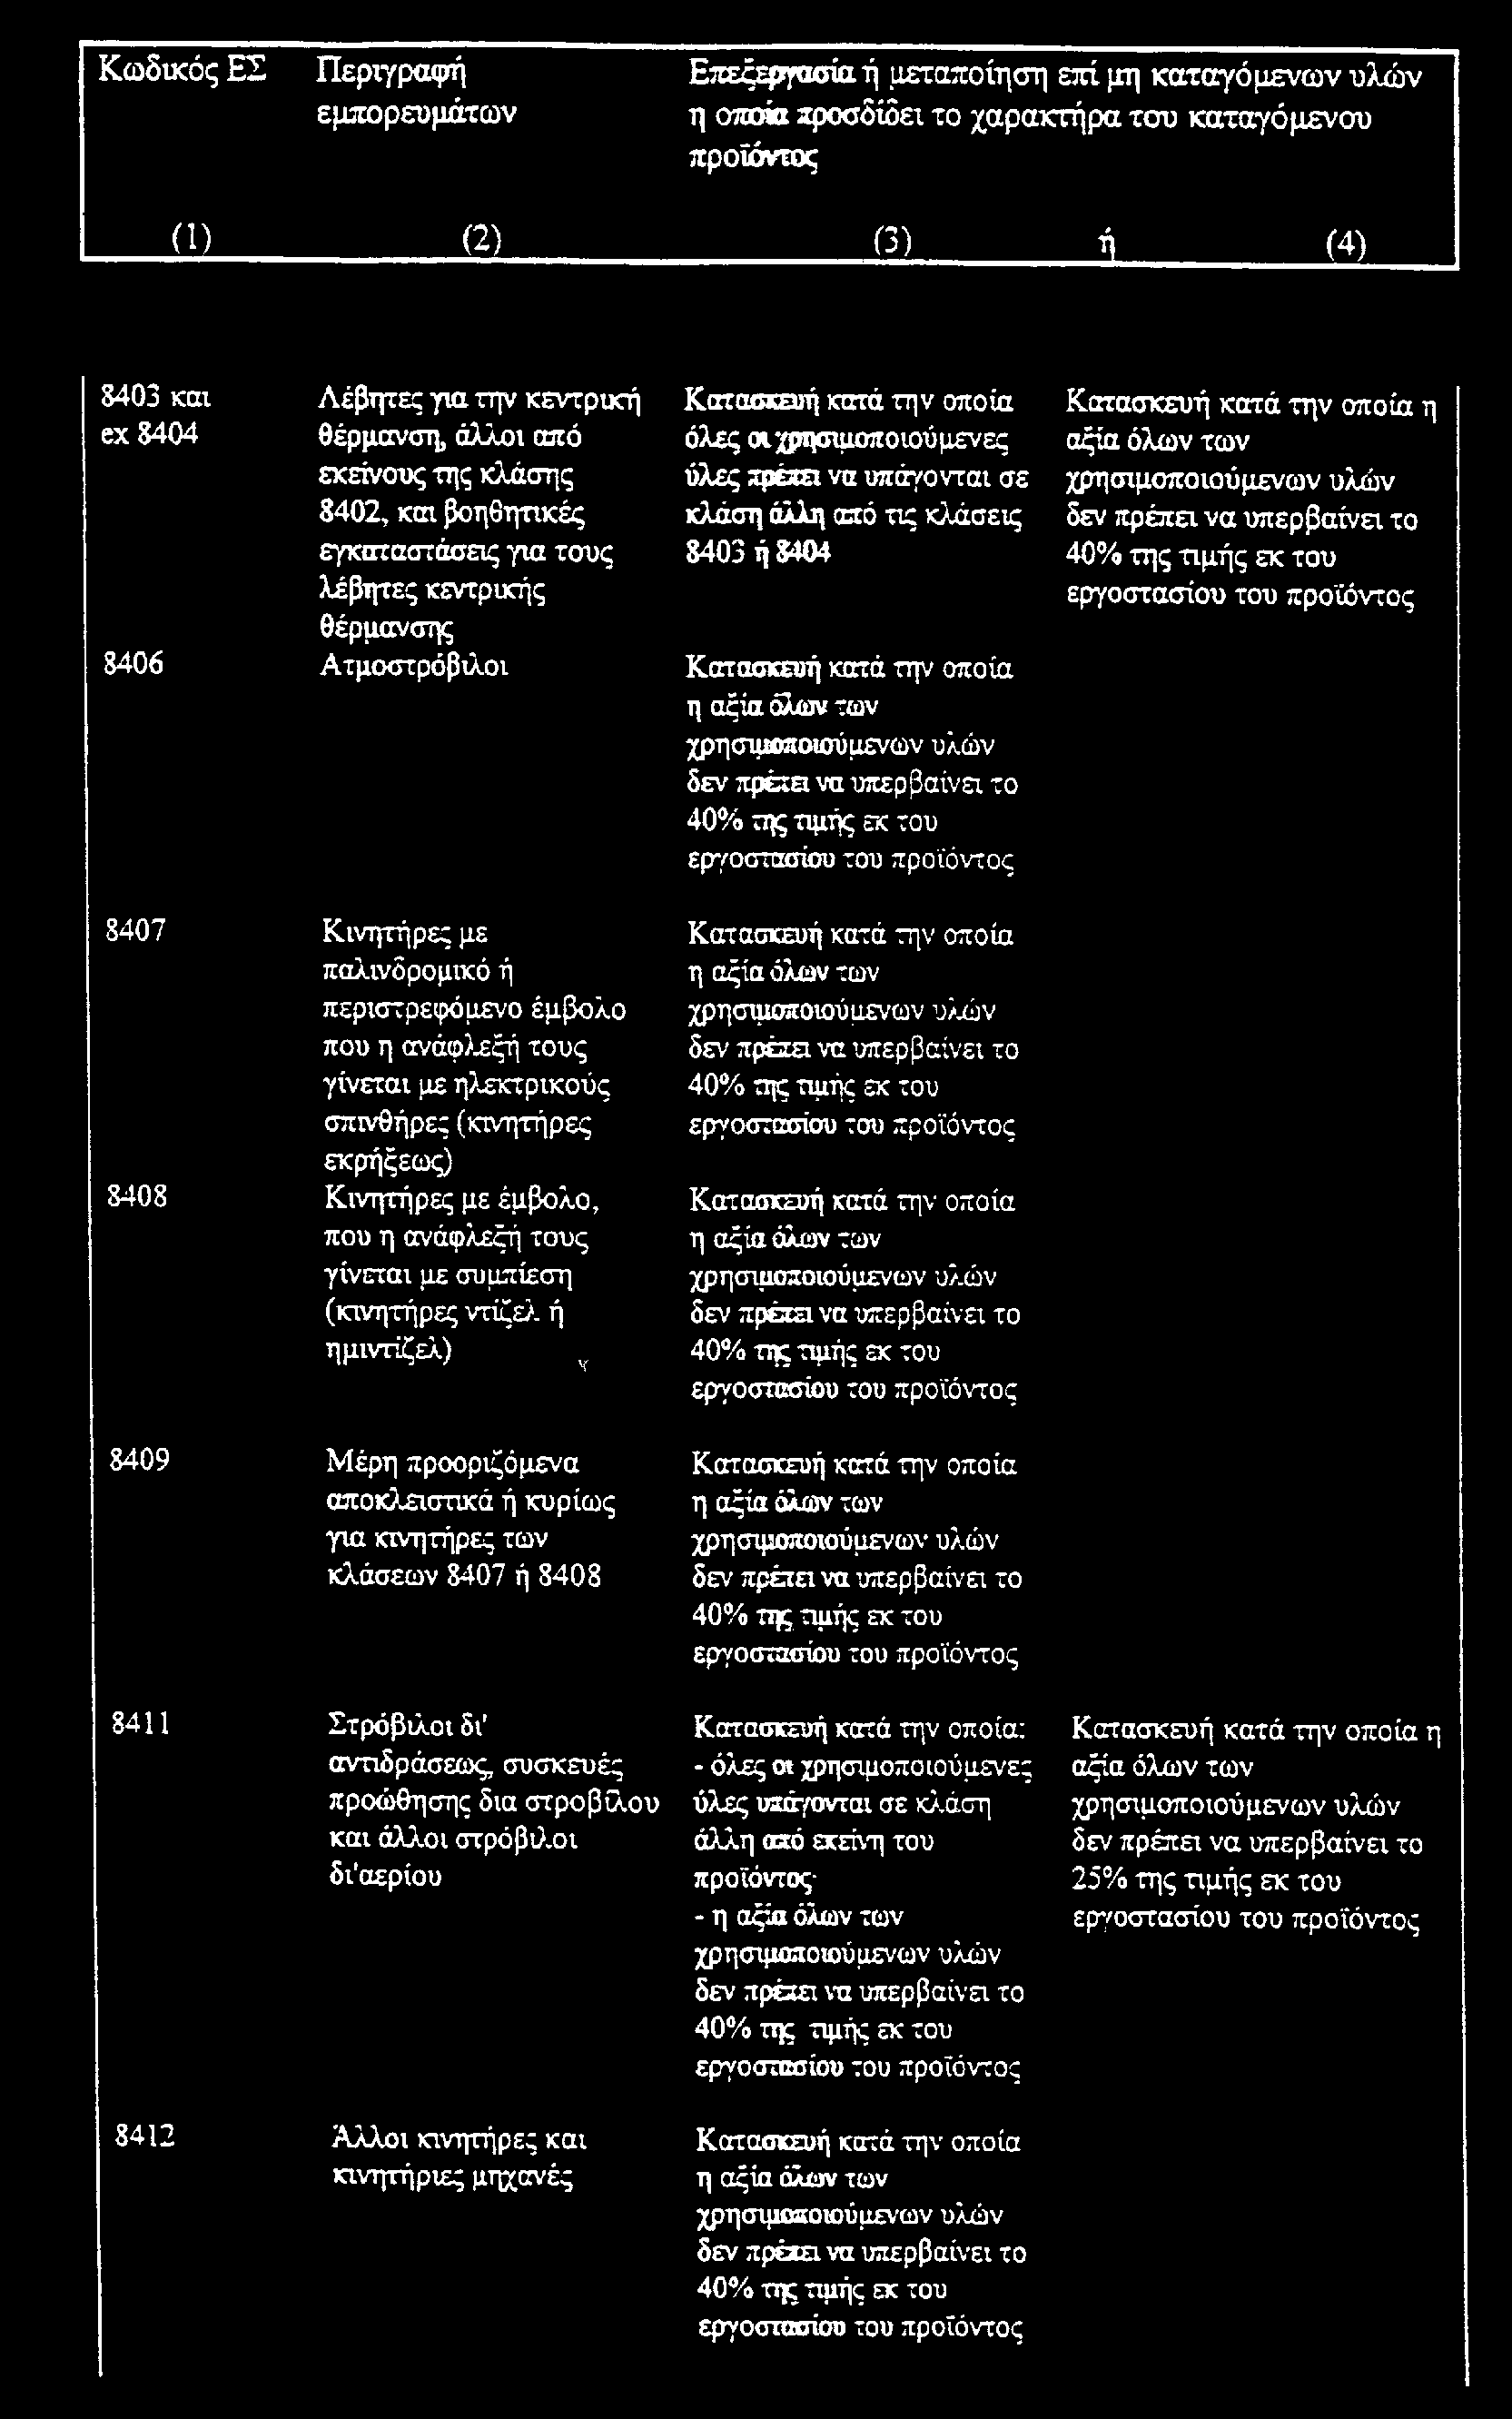 Κωδικός ΕΣ
Περιγραφή
εμπορευμάτων
Επεξεργασία ή μεταποίηση επί μη καταγόμενων υλών
η οποία προσδίδει το χαρακτήρα του καταγόμενου
προϊόντος
(1)
(2)
(3)
ή
(4)
8403 και
ex 8404
Λέβητες για την κεντρική
θέρμανση, άλλοι από
εκείνους της κλάσης
8402, και βοηθητικές
εγκαταστάσεις για τους
λέβητες κεντρικής
θέρμανσης
Κατασκευή κατά την οποία
όλες οι χρησιμοποιούμενες
ύλες πρέπει να υπάγονται σε
κλάση άλλη από τις κλάσεις
8403 ή 8404
Κατασκευή κατά την οποία η
αξία όλων των
χρησιμοποιούμενων υλών
δεν πρέπει να υπερβαίνει το
40% της τιμής εκ του
εργοστασίου του προϊόντος
8406
Ατμοστρόβιλοι
Κατασκευή κατά την οποία
η αξία όλων των
χρησιμοποιούμενων υλών
δεν πρέπει να υπερβαίνει το
40% της τιμής εκ του
εργοστασίου του προϊόντος
8407
Κινητήρες με
παλινδρομικό ή
περιστρεφόμενο έμβολο
που η ανάφλεξή τους
γίνεται με ηλεκτρικούς
σπινθήρες (κινητήρες
εκρήξεως)
Κατασκευή κατά την οποία
η αξία όλων των
χρησιμοποιούμενων υλών
δεν πρέπει να υπερβαίνει το
40% της τιμής εκ του
εργοστασίου του προϊόντος
8408
Κινητήρες με έμβολο,
που η ανάφλεξή τους
γίνεται με συμπίεση
(κινητήρες ντίζελ ή
ημιντίζελ)
Κατασκευή κατά την οποία
η αξία όλων των
χρησιμοποιούμενων υλών
δεν πρέπει να υπερβαίνει το
40% της τιμής εκ του
εργοστασίου του προϊόντος
8409
Μέρη προοριζόμενα
αποκλειστικά ή κυρίως
για κινητήρες των
κλάσεων 8407 ή 8408
Κατασκευή κατά την οποία
η αξία όλων των
χρησιμοποιούμενων υλών
δεν πρέπει να υπερβαίνει το
40% της τιμής εκ του
εργοστασίου του προϊόντος
8411
Στρόβιλοι δι'
αντιδράσεως, συσκευές
προώθησης δια στροβίλου
και άλλοι στρόβιλοι
δι'αερίου
Κατασκευή κατά την οποία:
- όλες οι χρησιμοποιούμενες
ύλες υπάγονται σε κλάση
άλλη από εκείνη του
προϊόντος·
- η αξία όλων των
χρησιμοποιούμενων υλών
δεν πρέπει να υπερβαίνει το
40% της τιμής εκ του
εργοστασίου του προϊόντος
Κατασκευή κατά την οποία η
αξία όλων των
χρησιμοποιούμενων υλών
δεν πρέπει να υπερβαίνει το
25% της τιμής εκ του
εργοστασίου του προϊόντος
8412
Άλλοι κινητήρες και
κινητήριες μηχανές
Κατασκευή κατά την οποία
η αξία όλων των
χρησιμοποιούμενων υλών
δεν πρέπει να υπερβαίνει το
40% της τιμής εκ του
εργοστασίου του προϊόντος